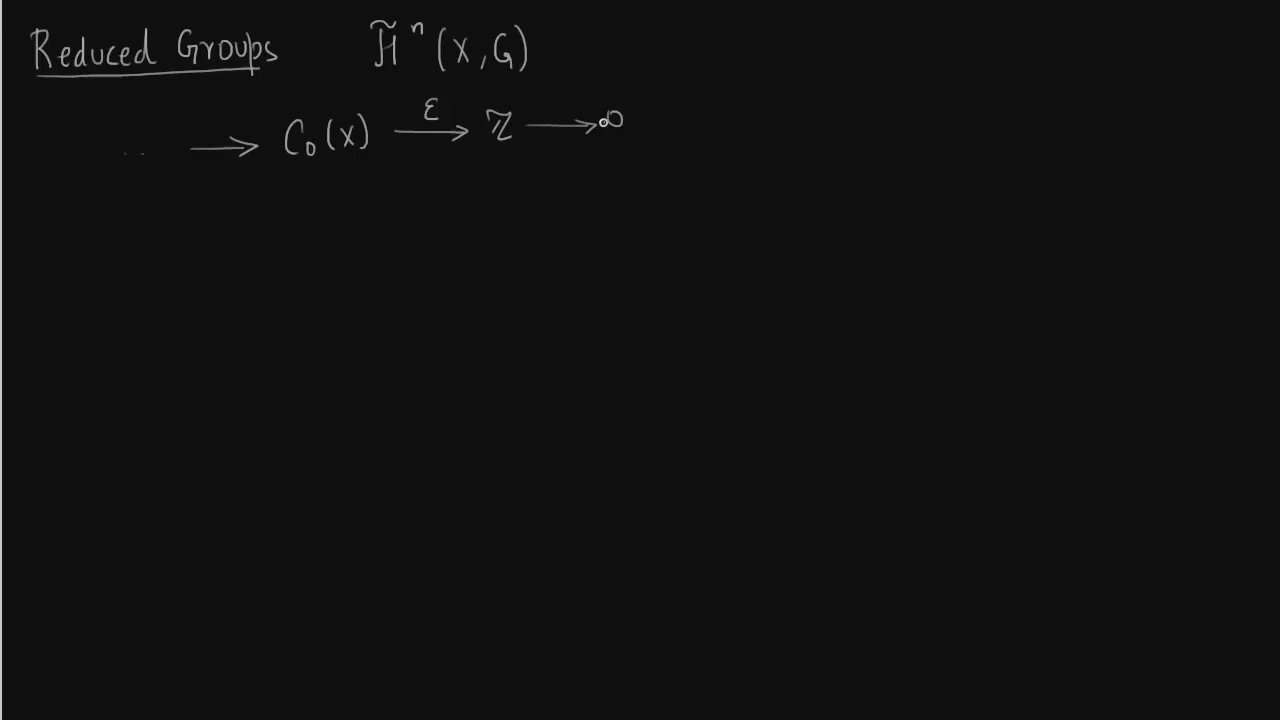 Reduced Groups H̃ⁿ(X,G)
.. → C₀(X) —ε→ ℤ → 0